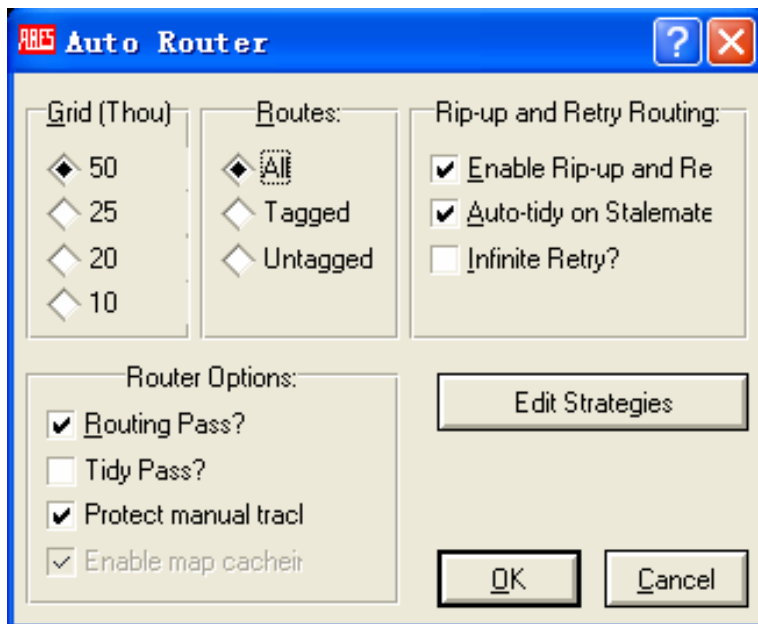 ARES Auto Router
Grid (Thou)
50
25
20
10
Routes:
All
Tagged
Untagged
Rip-up and Retry Routing:
Enable Rip-up and Re
Auto-tidy on Stalemate
Infinite Retry?
Router Options:
Routing Pass?
Tidy Pass?
Protect manual tracl
Enable map cacheir
Edit Strategies
OK
Cancel